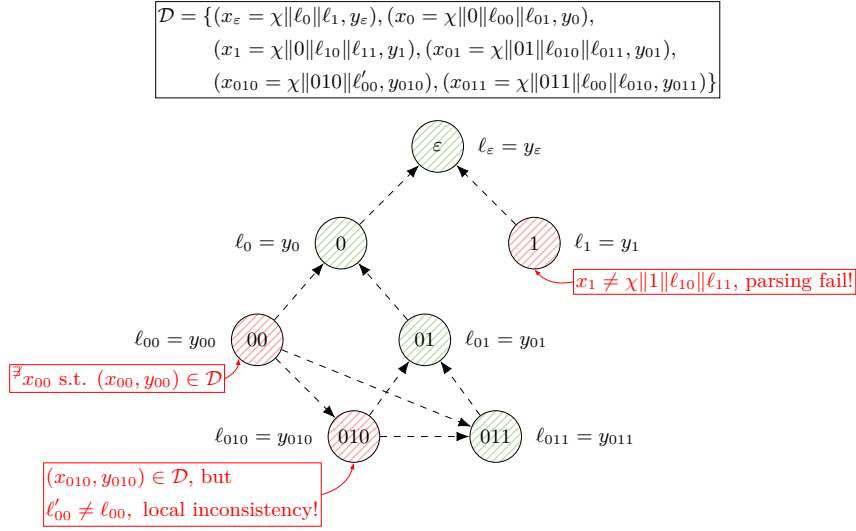 𝒟 = {(x_ε = χ‖ℓ_0‖ℓ_1, y_ε), (x_0 = χ‖0‖ℓ_00‖ℓ_01, y_0),
(x_1 = χ‖0‖ℓ_10‖ℓ_11, y_1), (x_01 = χ‖01‖ℓ_010‖ℓ_011, y_01),
(x_010 = χ‖010‖ℓ′_00, y_010), (x_011 = χ‖011‖ℓ_00‖ℓ_010, y_011)}
ε ℓ_ε = y_ε
ℓ_0 = y_0 0 1 ℓ_1 = y_1
x_1 ≠ χ‖1‖ℓ_10‖ℓ_11, parsing fail!
ℓ_00 = y_00 00 01 ℓ_01 = y_01
∄x_00 s.t. (x_00, y_00) ∈ 𝒟
ℓ_010 = y_010 010 011 ℓ_011 = y_011
(x_010, y_010) ∈ 𝒟, but
ℓ′_00 ≠ ℓ_00, local inconsistency!